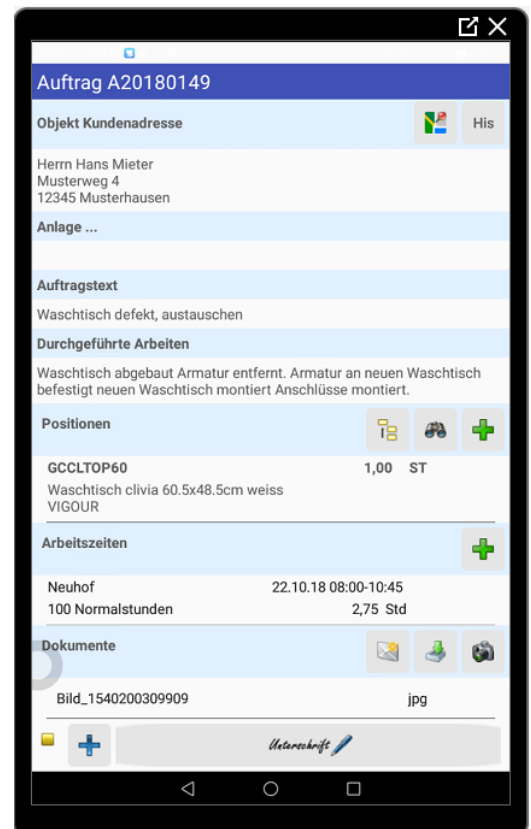 Auftrag A20180149
Objekt Kundenadresse
His
Herrn Hans Mieter
Musterweg 4
12345 Musterhausen
Anlage ...
Auftragstext
Waschtisch defekt, austauschen
Durchgeführte Arbeiten
Waschtisch abgebaut Armatur entfernt. Armatur an neuen Waschtisch
befestigt neuen Waschtisch montiert Anschlüsse montiert.
Positionen
GCCLTOP60 1,00 ST
Waschtisch clivia 60.5x48.5cm weiss
VIGOUR
Arbeitszeiten
Neuhof 22.10.18 08:00-10:45
100 Normalstunden 2,75 Std
Dokumente
Bild_1540200309909 jpg
Unterschrift